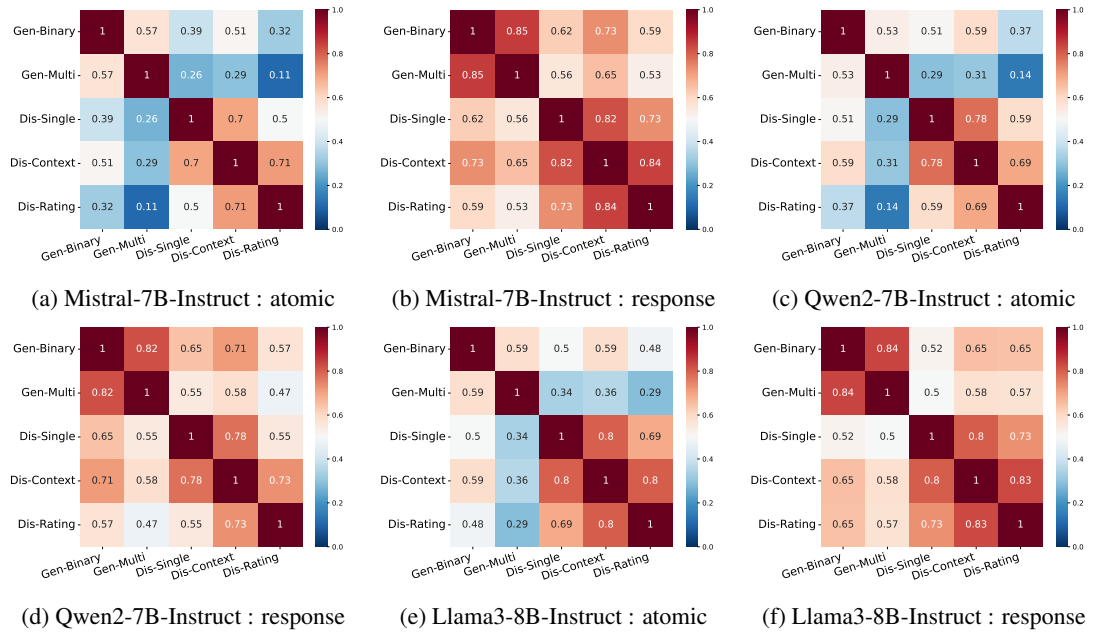 Gen-Binary 1 0.57 0.39 0.51 0.32
Gen-Multi 0.57 1 0.26 0.29 0.11
Dis-Single 0.39 0.26 1 0.7 0.5
Dis-Context 0.51 0.29 0.7 1 0.71
Dis-Rating 0.32 0.11 0.5 0.71 1
Gen-Binary Gen-Multi Dis-Single Dis-Context Dis-Rating
1.0
0.8
0.6
0.4
0.2
0.0
(a) Mistral-7B-Instruct : atomic
Gen-Binary 1 0.85 0.62 0.73 0.59
Gen-Multi 0.85 1 0.56 0.65 0.53
Dis-Single 0.62 0.56 1 0.82 0.73
Dis-Context 0.73 0.65 0.82 1 0.84
Dis-Rating 0.59 0.53 0.73 0.84 1
Gen-Binary Gen-Multi Dis-Single Dis-Context Dis-Rating
1.0
0.8
0.6
0.4
0.2
0.0
(b) Mistral-7B-Instruct : response
Gen-Binary 1 0.53 0.51 0.59 0.37
Gen-Multi 0.53 1 0.29 0.31 0.14
Dis-Single 0.51 0.29 1 0.78 0.59
Dis-Context 0.59 0.31 0.78 1 0.69
Dis-Rating 0.37 0.14 0.59 0.69 1
Gen-Binary Gen-Multi Dis-Single Dis-Context Dis-Rating
1.0
0.8
0.6
0.4
0.2
0.0
(c) Qwen2-7B-Instruct : atomic
Gen-Binary 1 0.82 0.65 0.71 0.57
Gen-Multi 0.82 1 0.55 0.58 0.47
Dis-Single 0.65 0.55 1 0.78 0.55
Dis-Context 0.71 0.58 0.78 1 0.73
Dis-Rating 0.57 0.47 0.55 0.73 1
Gen-Binary Gen-Multi Dis-Single Dis-Context Dis-Rating
1.0
0.8
0.6
0.4
0.2
0.0
(d) Qwen2-7B-Instruct : response
Gen-Binary 1 0.59 0.5 0.59 0.48
Gen-Multi 0.59 1 0.34 0.36 0.29
Dis-Single 0.5 0.34 1 0.8 0.69
Dis-Context 0.59 0.36 0.8 1 0.8
Dis-Rating 0.48 0.29 0.69 0.8 1
Gen-Binary Gen-Multi Dis-Single Dis-Context Dis-Rating
1.0
0.8
0.6
0.4
0.2
0.0
(e) Llama3-8B-Instruct : atomic
Gen-Binary 1 0.84 0.52 0.65 0.65
Gen-Multi 0.84 1 0.5 0.58 0.57
Dis-Single 0.52 0.5 1 0.8 0.73
Dis-Context 0.65 0.58 0.8 1 0.83
Dis-Rating 0.65 0.57 0.73 0.83 1
Gen-Binary Gen-Multi Dis-Single Dis-Context Dis-Rating
1.0
0.8
0.6
0.4
0.2
0.0
(f) Llama3-8B-Instruct : response